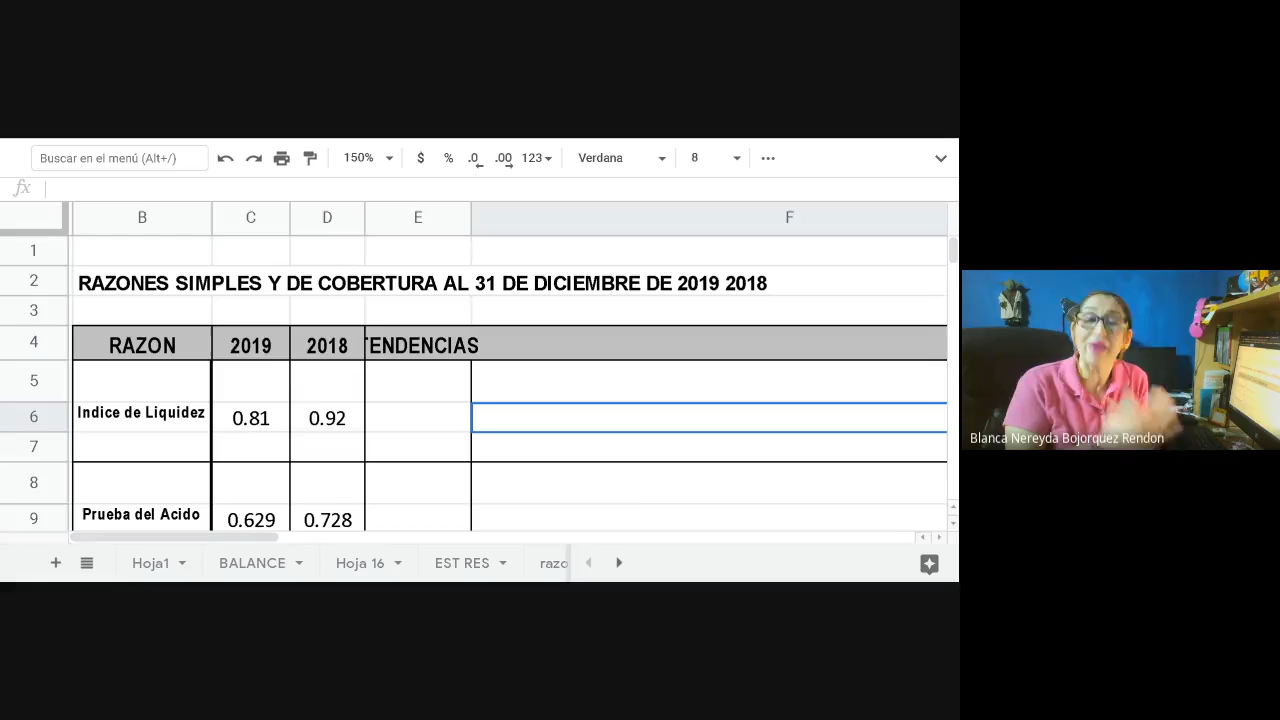 Buscar en el menú (Alt+/)
150%
$
%
.0
.00
123
Verdana
8
fx
B
C
D
E
F
1
2
RAZONES SIMPLES Y DE COBERTURA AL 31 DE DICIEMBRE DE 2019 2018
3
4
RAZON
2019
2018
TENDENCIAS
5
6
Indice de Liquidez
0.81
0.92
7
8
9
Prueba del Acido
0.629
0.728
Hoja1
BALANCE
Hoja 16
EST RES
razo
Blanca Nereyda Bojorquez Rendon